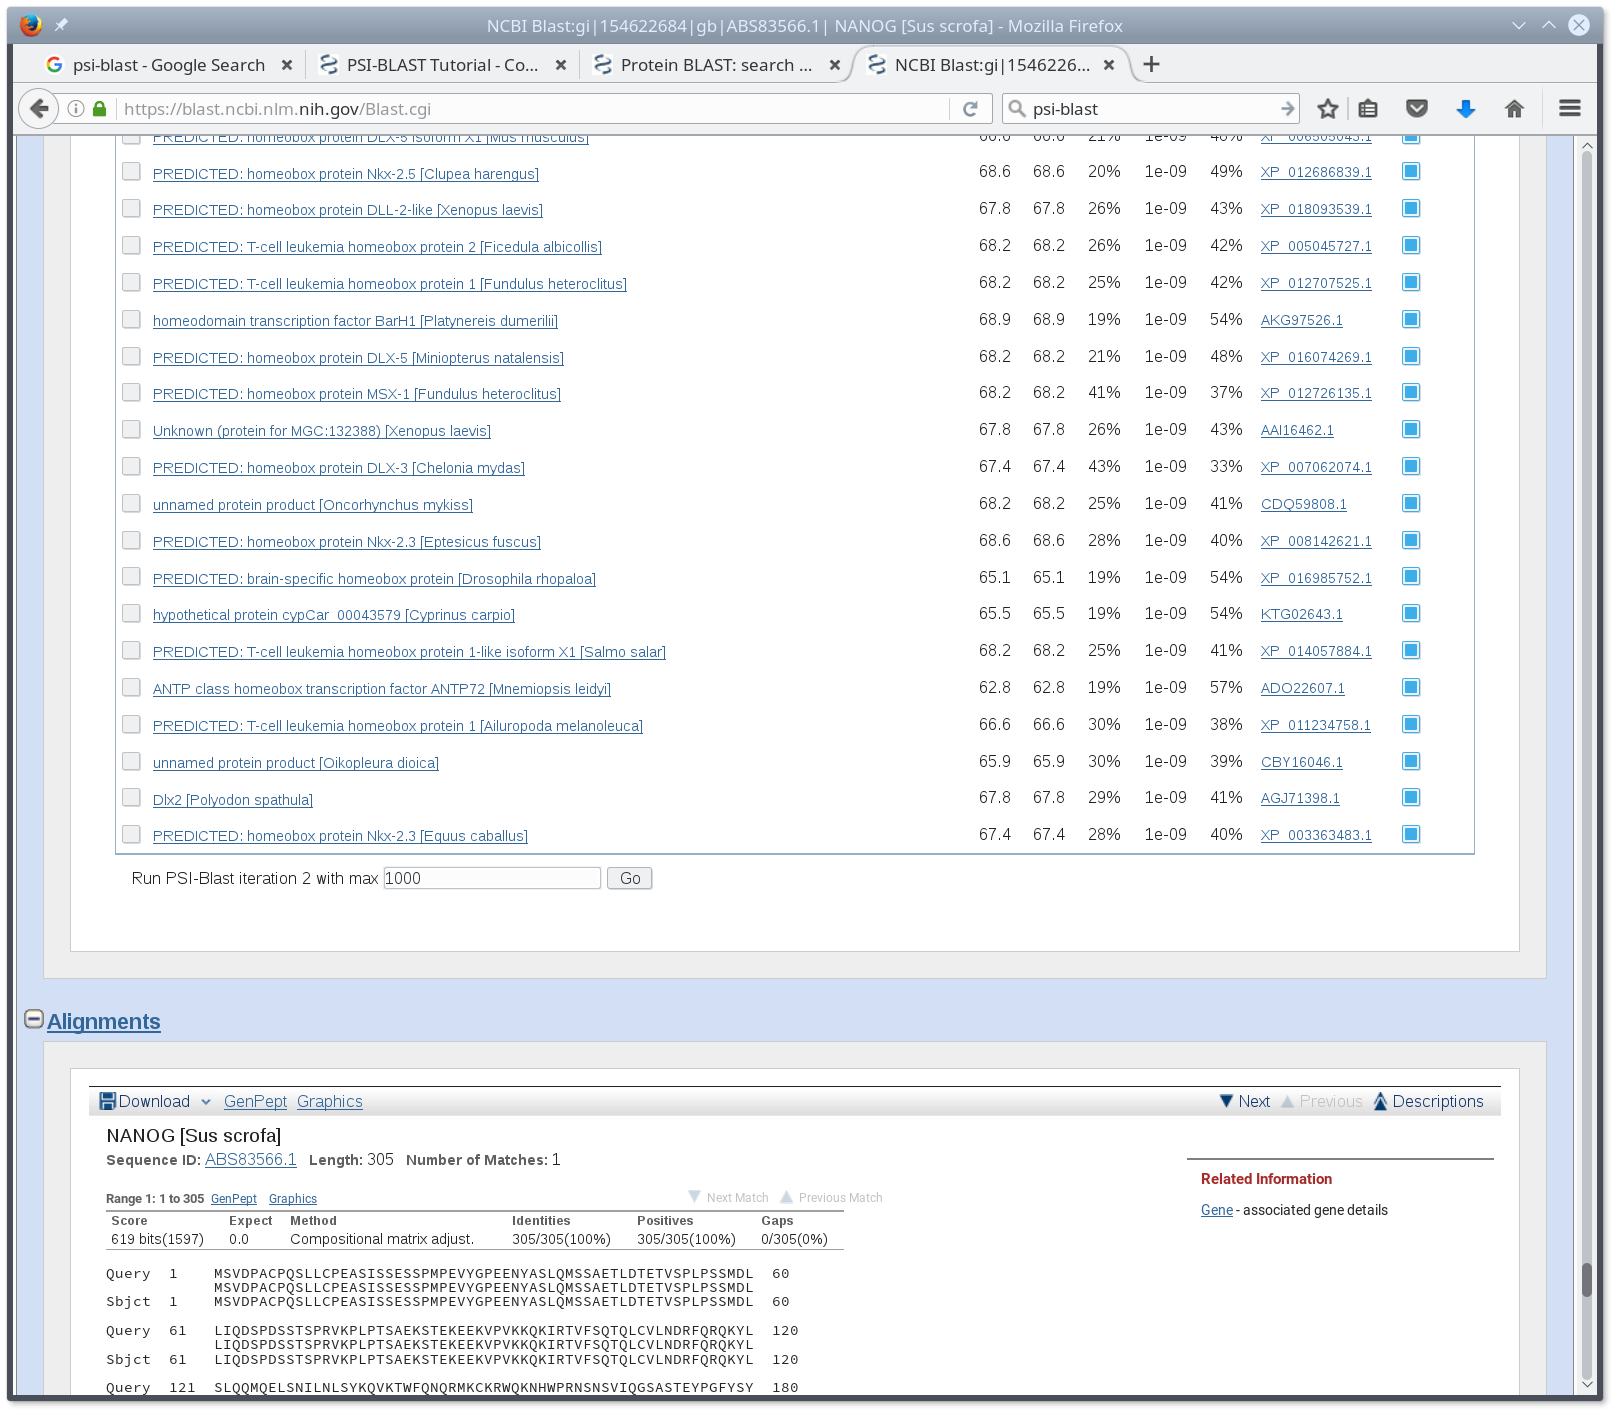 NCBI Blast:gi|154622684|gb|ABS83566.1| NANOG [Sus scrofa] - Mozilla Firefox
psi-blast - Google Search
PSI-BLAST Tutorial - Co...
Protein BLAST: search ...
NCBI Blast:gi|1546226...
https://blast.ncbi.nlm.nih.gov/Blast.cgi
psi-blast
PREDICTED: homeobox protein DLX-5 isoform X1 [Mus musculus] 66.6 66.6 21% 1e-09 48% XP_006505043.1
PREDICTED: homeobox protein Nkx-2.5 [Clupea harengus] 68.6 68.6 20% 1e-09 49% XP_012686839.1
PREDICTED: homeobox protein DLL-2-like [Xenopus laevis] 67.8 67.8 26% 1e-09 43% XP_018093539.1
PREDICTED: T-cell leukemia homeobox protein 2 [Ficedula albicollis] 68.2 68.2 26% 1e-09 42% XP_005045727.1
PREDICTED: T-cell leukemia homeobox protein 1 [Fundulus heteroclitus] 68.2 68.2 25% 1e-09 42% XP_012707525.1
homeodomain transcription factor BarH1 [Platynereis dumerilii] 68.9 68.9 19% 1e-09 54% AKG97526.1
PREDICTED: homeobox protein DLX-5 [Miniopterus natalensis] 68.2 68.2 21% 1e-09 48% XP_016074269.1
PREDICTED: homeobox protein MSX-1 [Fundulus heteroclitus] 68.2 68.2 41% 1e-09 37% XP_012726135.1
Unknown (protein for MGC:132388) [Xenopus laevis] 67.8 67.8 26% 1e-09 43% AAI16462.1
PREDICTED: homeobox protein DLX-3 [Chelonia mydas] 67.4 67.4 43% 1e-09 33% XP_007062074.1
unnamed protein product [Oncorhynchus mykiss] 68.2 68.2 25% 1e-09 41% CDQ59808.1
PREDICTED: homeobox protein Nkx-2.3 [Eptesicus fuscus] 68.6 68.6 28% 1e-09 40% XP_008142621.1
PREDICTED: brain-specific homeobox protein [Drosophila rhopaloa] 65.1 65.1 19% 1e-09 54% XP_016985752.1
hypothetical protein cypCar_00043579 [Cyprinus carpio] 65.5 65.5 19% 1e-09 54% KTG02643.1
PREDICTED: T-cell leukemia homeobox protein 1-like isoform X1 [Salmo salar] 68.2 68.2 25% 1e-09 41% XP_014057884.1
ANTP class homeobox transcription factor ANTP72 [Mnemiopsis leidyi] 62.8 62.8 19% 1e-09 57% ADO22607.1
PREDICTED: T-cell leukemia homeobox protein 1 [Ailuropoda melanoleuca] 66.6 66.6 30% 1e-09 38% XP_011234758.1
unnamed protein product [Oikopleura dioica] 65.9 65.9 30% 1e-09 39% CBY16046.1
Dlx2 [Polyodon spathula] 67.8 67.8 29% 1e-09 41% AGJ71398.1
PREDICTED: homeobox protein Nkx-2.3 [Equus caballus] 67.4 67.4 28% 1e-09 40% XP_003363483.1
Run PSI-Blast iteration 2 with max 1000 Go
Alignments
Download GenPept Graphics Next Previous Descriptions
NANOG [Sus scrofa]
Sequence ID: ABS83566.1 Length: 305 Number of Matches: 1
Related Information
Gene - associated gene details
Range 1: 1 to 305 GenPept Graphics Next Match Previous Match
Score Expect Method Identities Positives Gaps
619 bits(1597) 0.0 Compositional matrix adjust. 305/305(100%) 305/305(100%) 0/305(0%)
Query 1 MSVDPACPQSLLCPEASISSESSPMPEVYGPEENYASLQMSSAETLDTETVSPLPSSMDL 60
MSVDPACPQSLLCPEASISSESSPMPEVYGPEENYASLQMSSAETLDTETVSPLPSSMDL
Sbjct 1 MSVDPACPQSLLCPEASISSESSPMPEVYGPEENYASLQMSSAETLDTETVSPLPSSMDL 60
Query 61 LIQDSPDSSTSPRVKPLPTSAEKSTEKEEKVPVKKQKIRTVFSQTQLCVLNDRFQRQKYL 120
LIQDSPDSSTSPRVKPLPTSAEKSTEKEEKVPVKKQKIRTVFSQTQLCVLNDRFQRQKYL
Sbjct 61 LIQDSPDSSTSPRVKPLPTSAEKSTEKEEKVPVKKQKIRTVFSQTQLCVLNDRFQRQKYL 120
Query 121 SLQQMQELSNILNLSYKQVKTWFQNQRMKCKRWQKNHWPRNSNSVIQGSASTEYPGFYSY 180